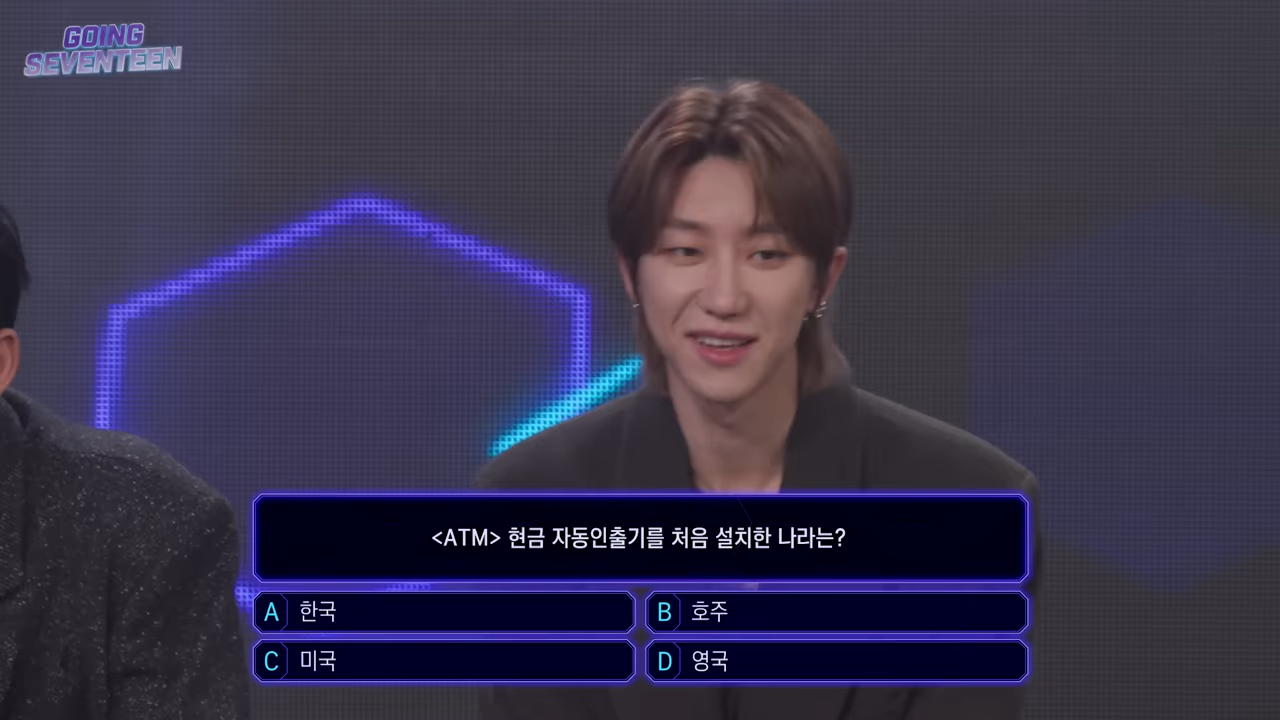 GOING
SEVENTEEN
<ATM> 현금 자동인출기를 처음 설치한 나라는?
A 한국
B 호주
C 미국
D 영국